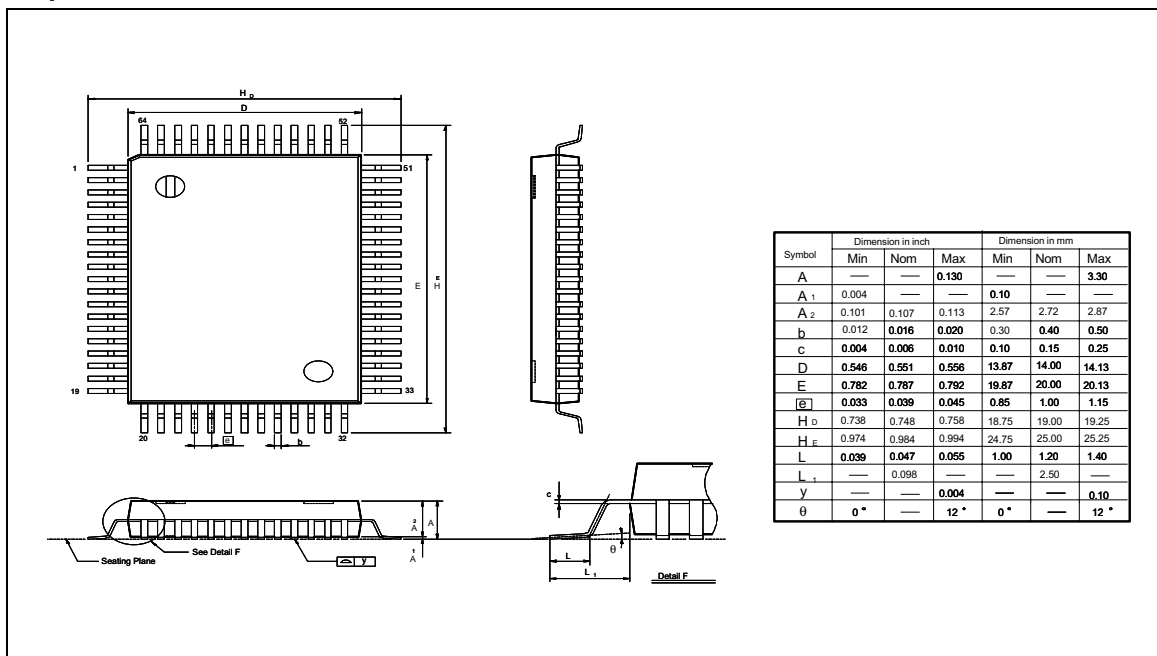 H D
D
64 52
1 51
E
H E
19 33
20 32
e b
A 2
A
A 1
See Detail F
Seating Plane
y
c
θ
L
L 1
Detail F
Symbol Dimension in inch Dimension in mm
Min Nom Max Min Nom Max
A — — 0.130 — — 3.30
A 1 0.004 — — 0.10 — —
A 2 0.101 0.107 0.113 2.57 2.72 2.87
b 0.012 0.016 0.020 0.30 0.40 0.50
c 0.004 0.006 0.010 0.10 0.15 0.25
D 0.546 0.551 0.556 13.87 14.00 14.13
E 0.782 0.787 0.792 19.87 20.00 20.13
e 0.033 0.039 0.045 0.85 1.00 1.15
H D 0.738 0.748 0.758 18.75 19.00 19.25
H E 0.974 0.984 0.994 24.75 25.00 25.25
L 0.039 0.047 0.055 1.00 1.20 1.40
L 1 — 0.098 — — 2.50 —
y — — 0.004 — — 0.10
θ 0° — 12° 0° — 12°